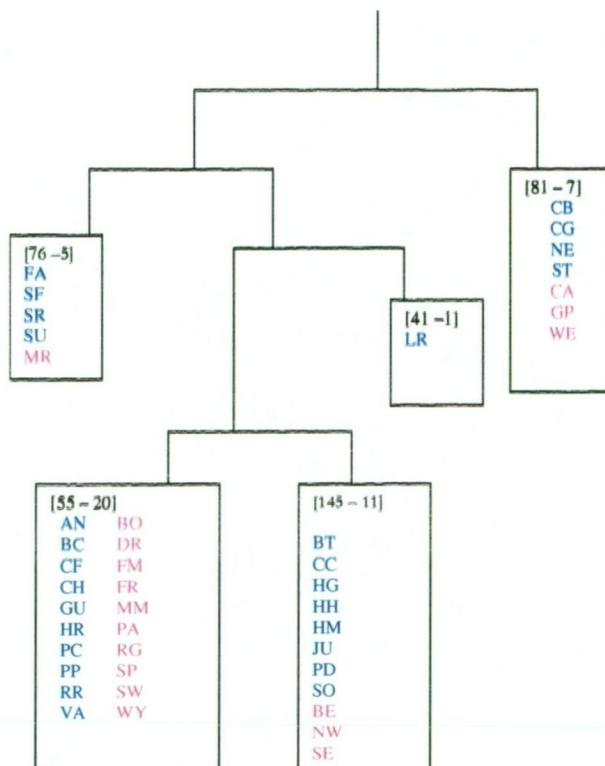 [76 –5]
FA
SF
SR
SU
MR
[81 – 7]
CB
CG
NE
ST
CA
GP
WE
[41 –1]
LR
[55 – 20]
AN BO
BC DR
CF FM
CH FR
GU MM
HR PA
PC RG
PP SP
RR SW
VA WY
[145 – 11]
BT
CC
HG
HH
HM
JU
PD
SO
BE
NW
SE